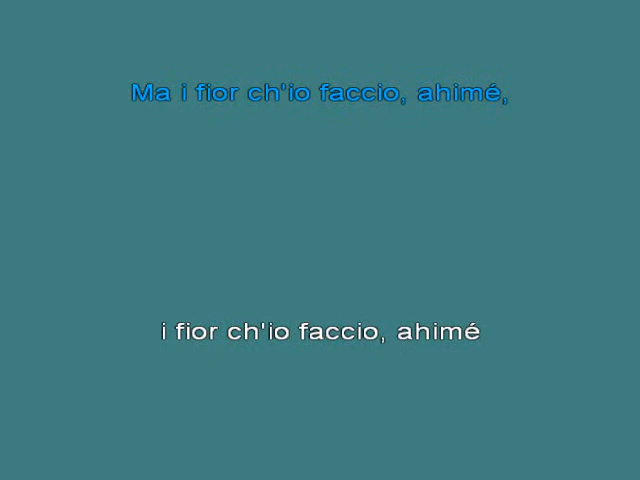 Ma i fior ch'io faccio, ahimé,
i fior ch'io faccio, ahimé